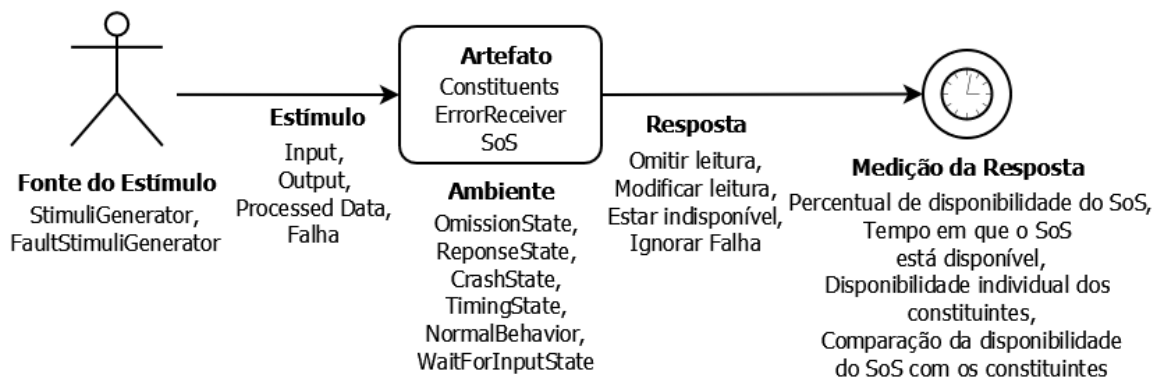 Fonte do Estímulo
StimuliGenerator,
FaultStimuliGenerator
Estímulo
Input,
Output,
Processed Data,
Falha
Artefato
Constituents
ErrorReceiver
SoS
Ambiente
OmissionState,
ReponseState,
CrashState,
TimingState,
NormalBehavior,
WaitForInputState
Resposta
Omitir leitura,
Modificar leitura,
Estar indisponível,
Ignorar Falha
Medição da Resposta
Percentual de disponibilidade do SoS,
Tempo em que o SoS
está disponível,
Disponibilidade individual dos
constituintes,
Comparação da disponibilidade
do SoS com os constituintes